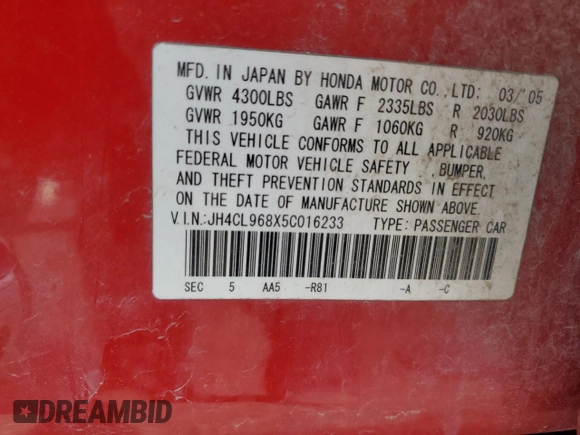 MFD. IN JAPAN BY HONDA MOTOR CO.,LTD: 03/'05
GVWR 4300LBS GAWR F 2335LBS R 2030LBS
GVWR 1950KG GAWR F 1060KG R 920KG
THIS VEHICLE CONFORMS TO ALL APPLICABLE
FEDERAL MOTOR VEHICLE SAFETY ,BUMPER,
AND THEFT PREVENTION STANDARDS IN EFFECT
ON THE DATE OF MANUFACTURE SHOWN ABOVE.
V.I.N.:JH4CL968X5C016233 TYPE: PASSENGER CAR
SEC 5 AA5 -R81 -A -C
DREAMBID